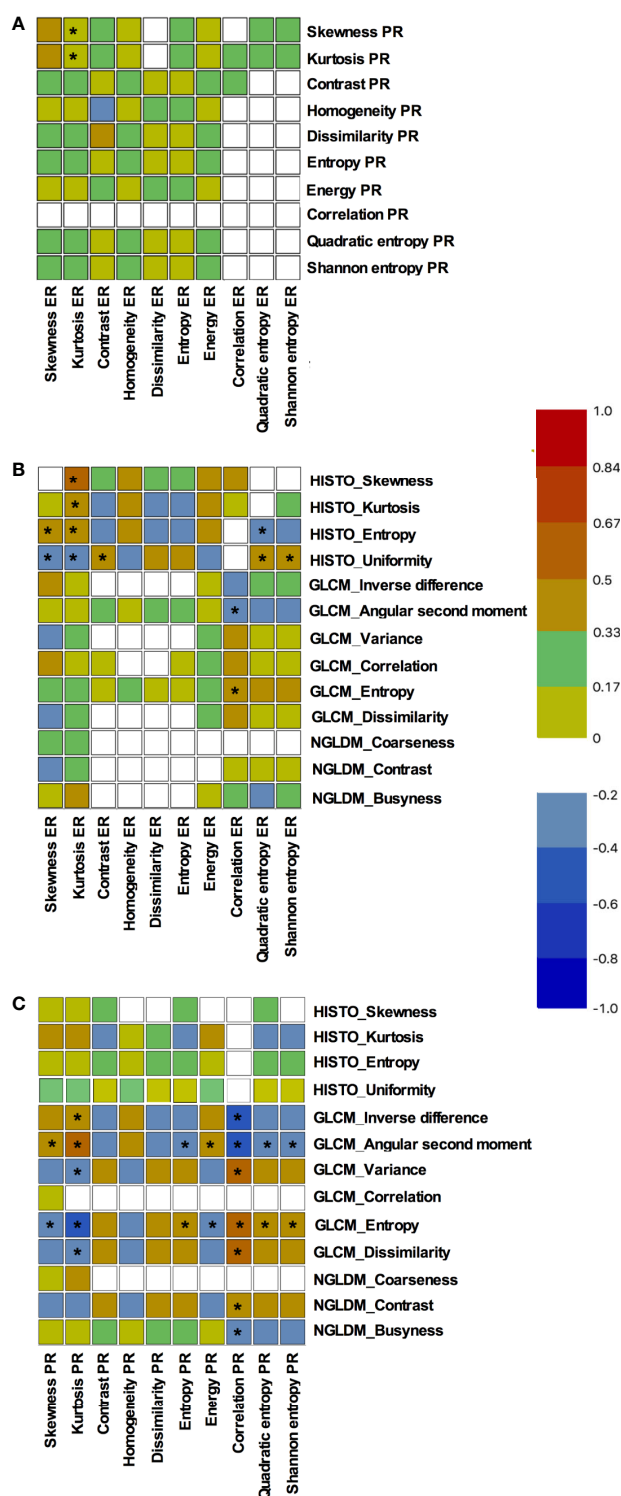 A
Skewness PR
Kurtosis PR
Contrast PR
Homogeneity PR
Dissimilarity PR
Entropy PR
Energy PR
Correlation PR
Quadratic entropy PR
Shannon entropy PR
* *
Skewness ER
Kurtosis ER
Contrast ER
Homogeneity ER
Dissimilarity ER
Entropy ER
Energy ER
Correlation ER
Quadratic entropy ER
Shannon entropy ER
B
* HISTO_Skewness
* HISTO_Kurtosis
* * * HISTO_Entropy
* * * * * HISTO_Uniformity
GLCM_Inverse difference
* GLCM_Angular second moment
GLCM_Variance
GLCM_Correlation
* GLCM_Entropy
GLCM_Dissimilarity
NGLDM_Coarseness
NGLDM_Contrast
NGLDM_Busyness
Skewness ER
Kurtosis ER
Contrast ER
Homogeneity ER
Dissimilarity ER
Entropy ER
Energy ER
Correlation ER
Quadratic entropy ER
Shannon entropy ER
1.0
0.84
0.67
0.5
0.33
0.17
0
-0.2
-0.4
-0.6
-0.8
-1.0
C
HISTO_Skewness
HISTO_Kurtosis
HISTO_Entropy
HISTO_Uniformity
* * GLCM_Inverse difference
* * * * * * * GLCM_Angular second moment
* * GLCM_Variance
GLCM_Correlation
* * * * * * * GLCM_Entropy
* * GLCM_Dissimilarity
NGLDM_Coarseness
* NGLDM_Contrast
* NGLDM_Busyness
Skewness PR
Kurtosis PR
Contrast PR
Homogeneity PR
Dissimilarity PR
Entropy PR
Energy PR
Correlation PR
Quadratic entropy PR
Shannon entropy PR